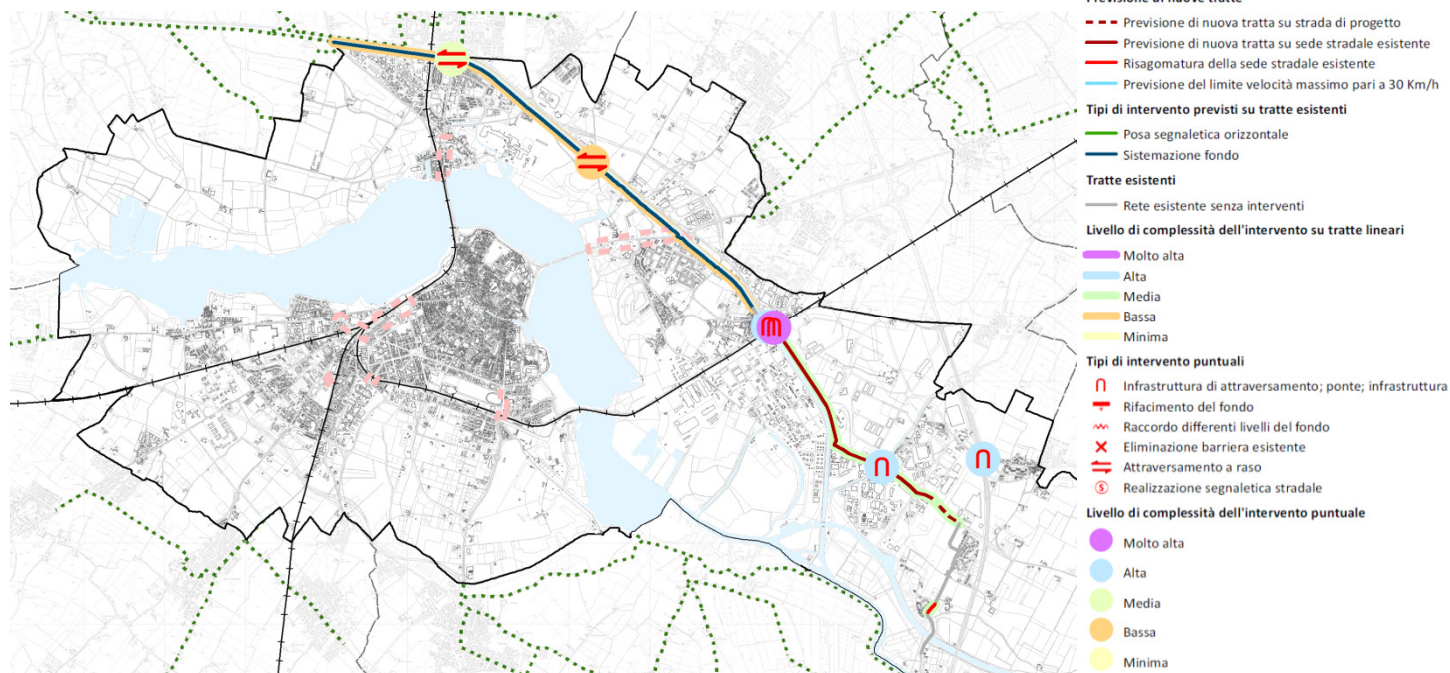 Previsione di nuove tratte
Previsione di nuova tratta su strada di progetto
Previsione di nuova tratta su sede stradale esistente
Risagomatura della sede stradale esistente
Previsione del limite velocità massimo pari a 30 Km/h
Tipi di intervento previsti su tratte esistenti
Posa segnaletica orizzontale
Sistemazione fondo
Tratte esistenti
Rete esistente senza interventi
Livello di complessità dell'intervento su tratte lineari
Molto alta
Alta
Media
Bassa
Minima
Tipi di intervento puntuali
Infrastruttura di attraversamento; ponte; infrastruttura
Rifacimento del fondo
Raccordo differenti livelli del fondo
Eliminazione barriera esistente
Attraversamento a raso
S Realizzazione segnaletica stradale
Livello di complessità dell'intervento puntuale
Molto alta
Alta
Media
Bassa
Minima